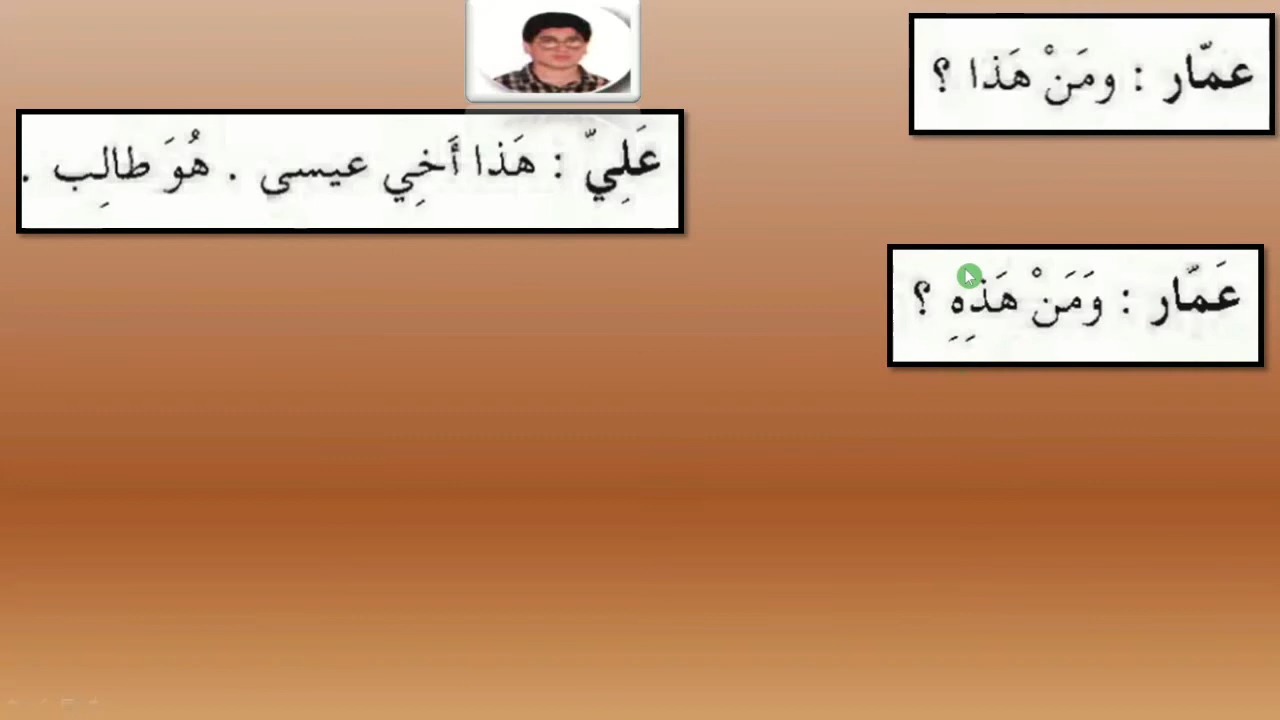 عمّار : ومَنْ هَذا ؟
عَلِيّ : هَذا أَخِي عيسى . هُوَ طالِب .
عَمّار : وَمَنْ هَذِهِ ؟